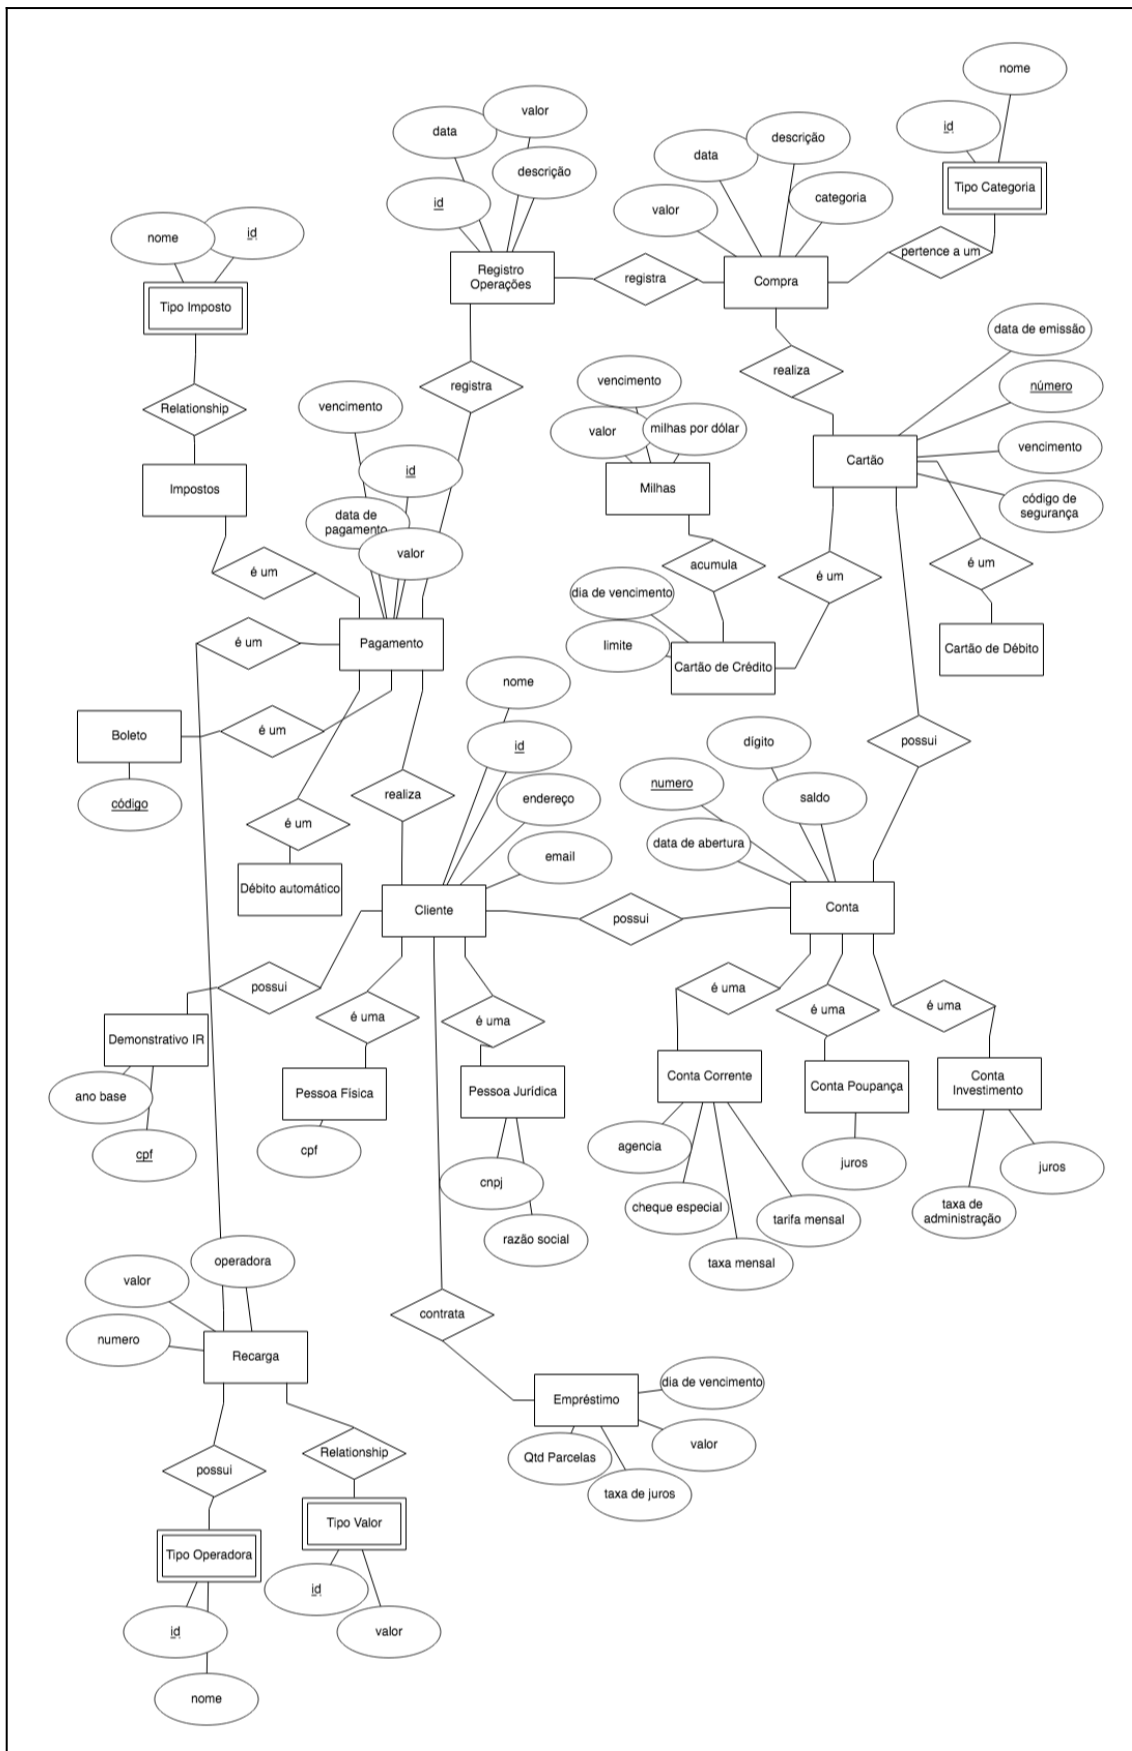 nome
valor
id
data
descrição
data
descrição
id
Tipo Categoria
valor
categoria
nome
id
pertence a um
Registro
Operações
registra
Compra
Tipo Imposto
data de emissão
realiza
vencimento
registra
número
vencimento
Relationship
valor
milhas por dólar
vencimento
Cartão
id
Impostos
Milhas
código de
segurança
data de
pagamento
valor
acumula
é um
é um
é um
dia de vencimento
é um
Pagamento
limite
Cartão de Crédito
Cartão de Débito
nome
Boleto
é um
id
dígito
possui
numero
código
realiza
endereço
saldo
é um
data de abertura
email
Débito automático
Cliente
possui
Conta
possui
é uma
é uma
é uma
é uma
é uma
Demonstrativo IR
Conta Corrente
Conta Poupança
Conta
Investimento
ano base
Pessoa Física
Pessoa Jurídica
cpf
cpf
agencia
juros
juros
cnpj
cheque especial
tarifa mensal
taxa de
administração
razão social
operadora
taxa mensal
valor
contrata
numero
Recarga
dia de vencimento
Empréstimo
Relationship
Qtd Parcelas
valor
possui
taxa de juros
Tipo Valor
Tipo Operadora
id
id
valor
nome